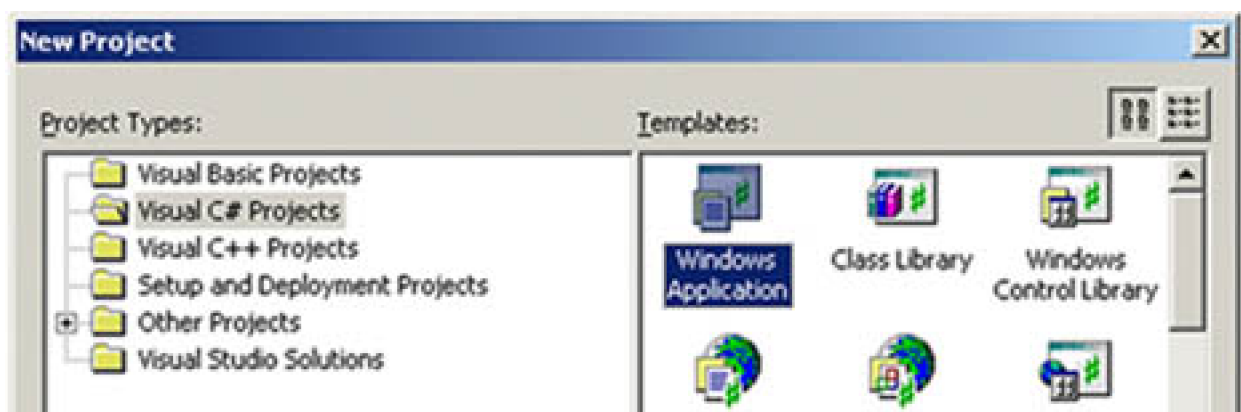 New Project
Project Types:
Templates:
Visual Basic Projects
Visual C# Projects
Visual C++ Projects
Setup and Deployment Projects
Other Projects
Visual Studio Solutions
Windows
Application
Class Library
Windows
Control Library